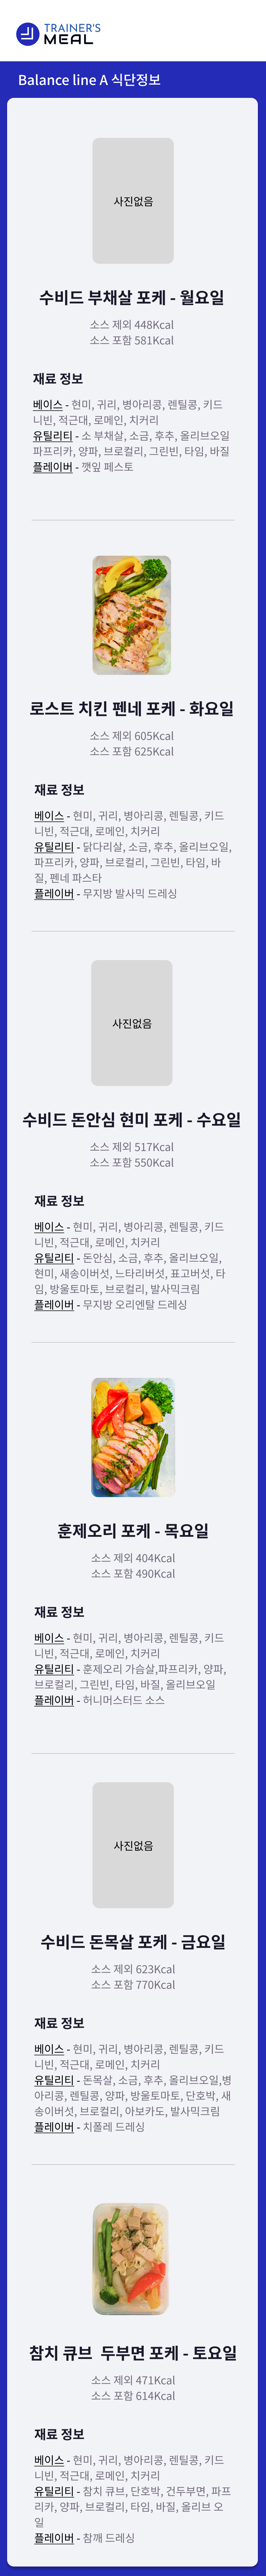 TRAINER'S
MEAL
Balance line A 식단정보
사진없음
수비드 부채살 포케 - 월요일
소스 제외 448Kcal
소스 포함 581Kcal
재료 정보
베이스 - 현미, 귀리, 병아리콩, 렌틸콩, 키드
니빈, 적근대, 로메인, 치커리
유틸리티 - 소 부채살, 소금, 후추, 올리브오일
파프리카, 양파, 브로컬리, 그린빈, 타임, 바질
플레이버 - 깻잎 페스토
로스트 치킨 펜네 포케 - 화요일
소스 제외 605Kcal
소스 포함 625Kcal
재료 정보
베이스 - 현미, 귀리, 병아리콩, 렌틸콩, 키드
니빈, 적근대, 로메인, 치커리
유틸리티 - 닭다리살, 소금, 후추, 올리브오일,
파프리카, 양파, 브로컬리, 그린빈, 타임, 바
질, 펜네 파스타
플레이버 - 무지방 발사믹 드레싱
사진없음
수비드 돈안심 현미 포케 - 수요일
소스 제외 517Kcal
소스 포함 550Kcal
재료 정보
베이스 - 현미, 귀리, 병아리콩, 렌틸콩, 키드
니빈, 적근대, 로메인, 치커리
유틸리티 - 돈안심, 소금, 후추, 올리브오일,
현미, 새송이버섯, 느타리버섯, 표고버섯, 타
임, 방울토마토, 브로컬리, 발사믹크림
플레이버 - 무지방 오리엔탈 드레싱
훈제오리 포케 - 목요일
소스 제외 404Kcal
소스 포함 490Kcal
재료 정보
베이스 - 현미, 귀리, 병아리콩, 렌틸콩, 키드
니빈, 적근대, 로메인, 치커리
유틸리티 - 훈제오리 가슴살,파프리카, 양파,
브로컬리, 그린빈, 타임, 바질, 올리브오일
플레이버 - 허니머스터드 소스
사진없음
수비드 돈목살 포케 - 금요일
소스 제외 623Kcal
소스 포함 770Kcal
재료 정보
베이스 - 현미, 귀리, 병아리콩, 렌틸콩, 키드
니빈, 적근대, 로메인, 치커리
유틸리티 - 돈목살, 소금, 후추, 올리브오일,병
아리콩, 렌틸콩, 양파, 방울토마토, 단호박, 새
송이버섯, 브로컬리, 아보카도, 발사믹크림
플레이버 - 치폴레 드레싱
참치 큐브  두부면 포케 - 토요일
소스 제외 471Kcal
소스 포함 614Kcal
재료 정보
베이스 - 현미, 귀리, 병아리콩, 렌틸콩, 키드
니빈, 적근대, 로메인, 치커리
유틸리티 - 참치 큐브, 단호박, 건두부면, 파프
리카, 양파, 브로컬리, 타임, 바질, 올리브 오
일
플레이버 - 참깨 드레싱